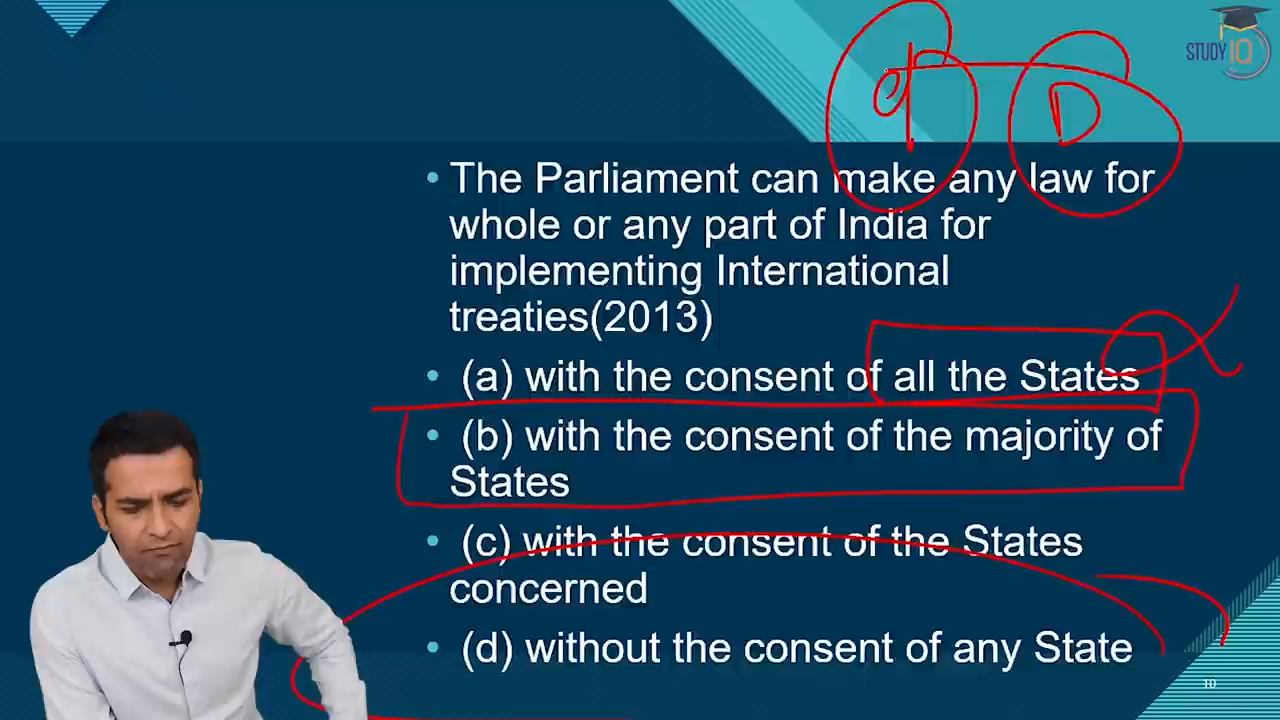 STUDY IQ
D
• The Parliament can make any law for
whole or any part of India for
implementing International
treaties(2013)
• (a) with the consent of all the States
• (b) with the consent of the majority of
States
• (c) with the consent of the States
concerned
• (d) without the consent of any State
10